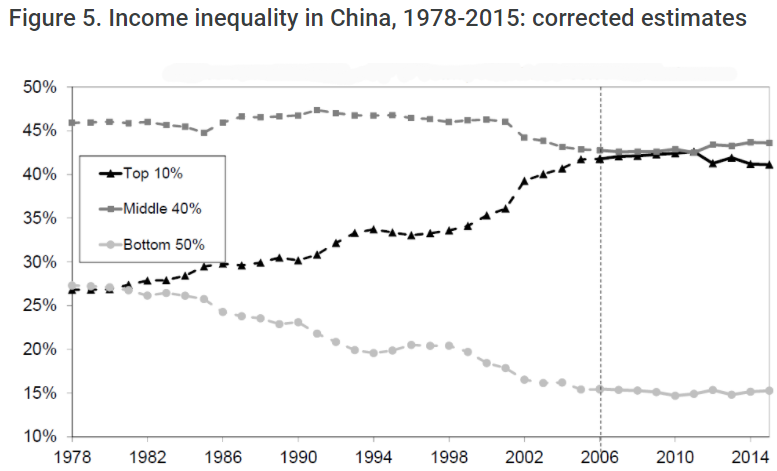 Figure 5. Income inequality in China, 1978-2015: corrected estimates
50%
45%
40%
35%
30%
25%
20%
15%
10%
Top 10%
Middle 40%
Bottom 50%
1978 1982 1986 1990 1994 1998 2002 2006 2010 2014